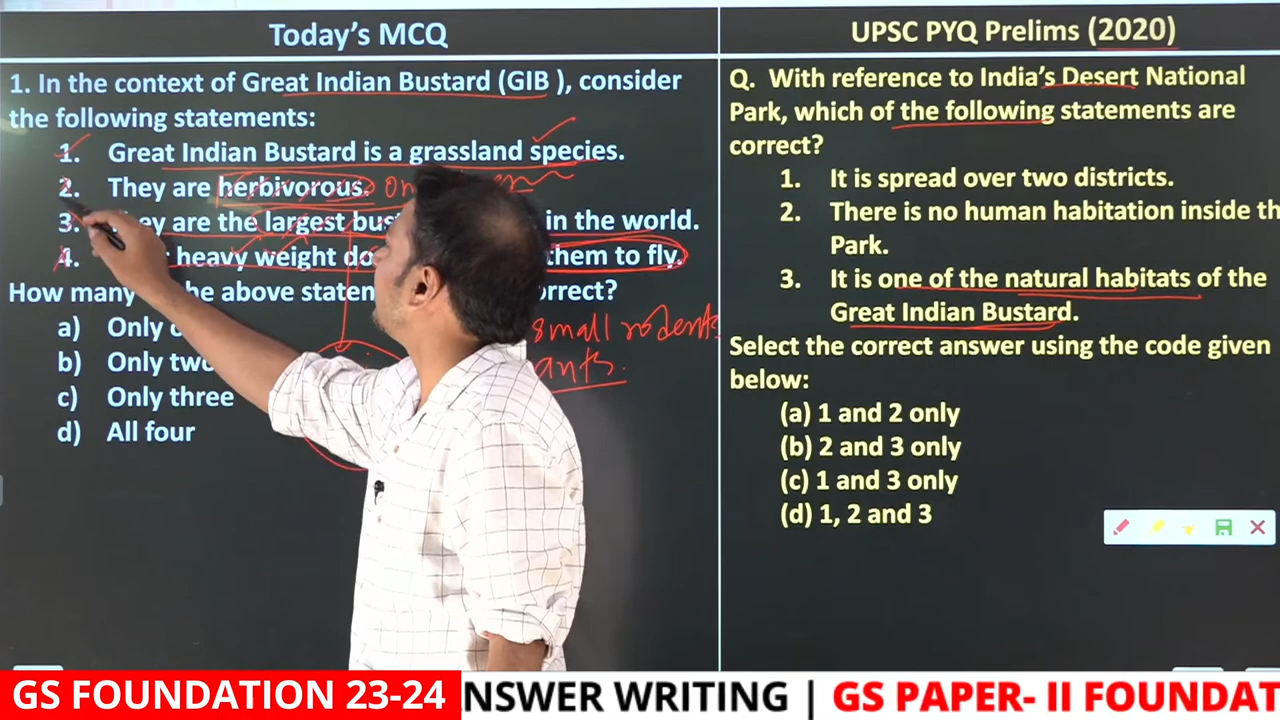 Today's MCQ
1. In the context of Great Indian Bustard (GIB ), consider
the following statements:
1. Great Indian Bustard is a grassland species.
2. They are herbivorous.
3. They are the largest in the world.
4. heavy weight them to fly.
How many the above
a) Only
b) Only two
c) Only three
d) All four
small rodents
ants.
UPSC PYQ Prelims (2020)
Q. With reference to India's Desert National
Park, which of the following statements are
correct?
1. It is spread over two districts.
2. There is no human habitation inside
Park.
3. It is one of the natural habitats of the
Great Indian Bustard.
Select the correct answer using the code given
below:
(a) 1 and 2 only
(b) 2 and 3 only
(c) 1 and 3 only
(d) 1, 2 and 3
GS FOUNDATION 23-24
NSWER WRITING | GS PAPER- II FOUNDAT